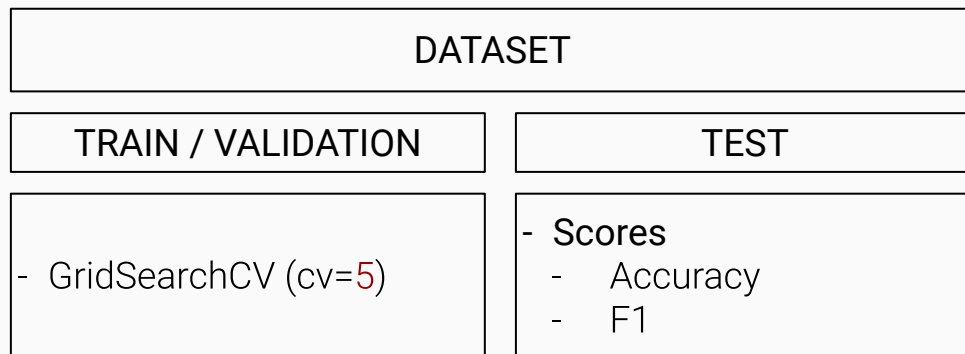 DATASET
TRAIN / VALIDATION
TEST
- GridSearchCV (cv=5)
- Scores
- Accuracy
- F1